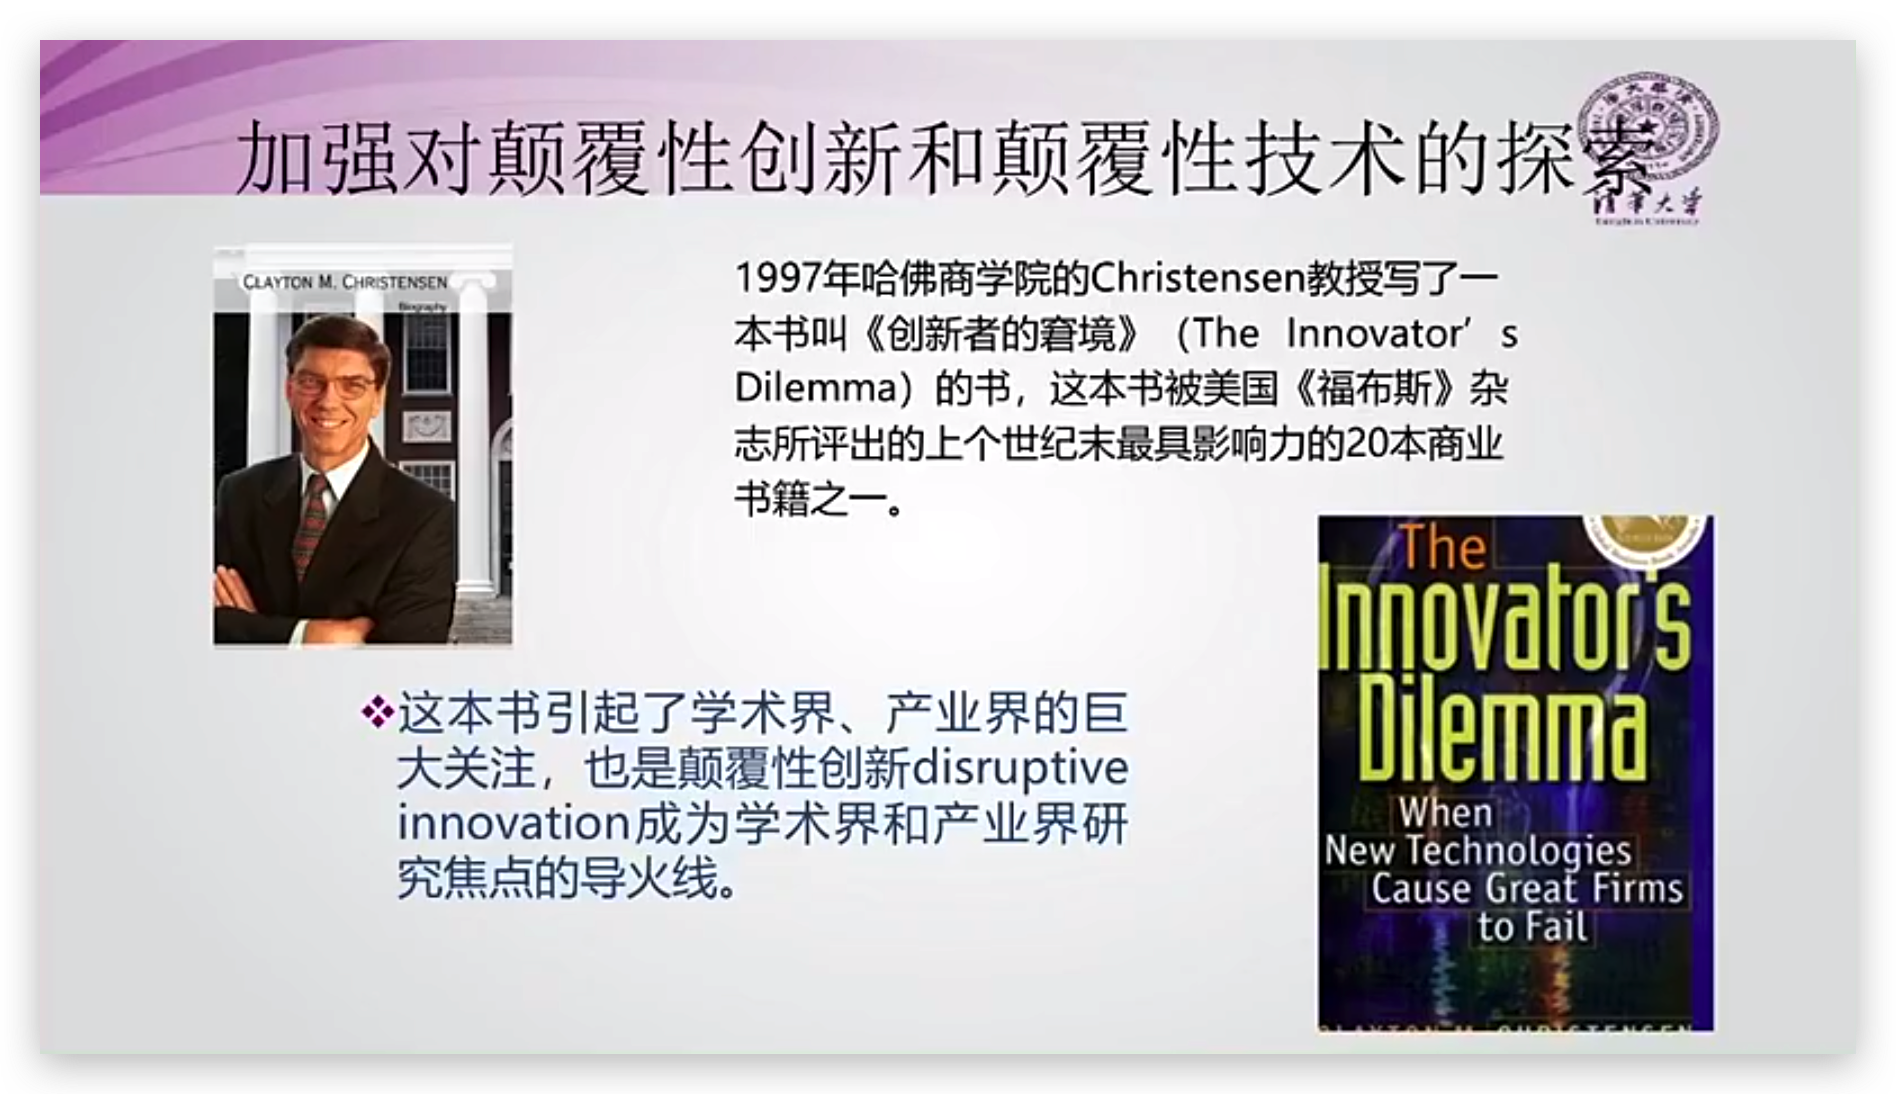 加强对颠覆性创新和颠覆性技术的探索
清华大学
Tsinghua University
CLAYTON M. CHRISTENSEN
Biography
1997年哈佛商学院的Christensen教授写了一
本书叫《创新者的窘境》（The Innovator’s
Dilemma）的书，这本书被美国《福布斯》杂
志所评出的上个世纪末最具影响力的20本商业
书籍之一。
❖这本书引起了学术界、产业界的巨
大关注，也是颠覆性创新disruptive
innovation成为学术界和产业界研
究焦点的导火线。
The
Innovator's
Dilemma
When
New Technologies
Cause Great Firms
to Fail
CLAYTON M. CHRISTENSEN